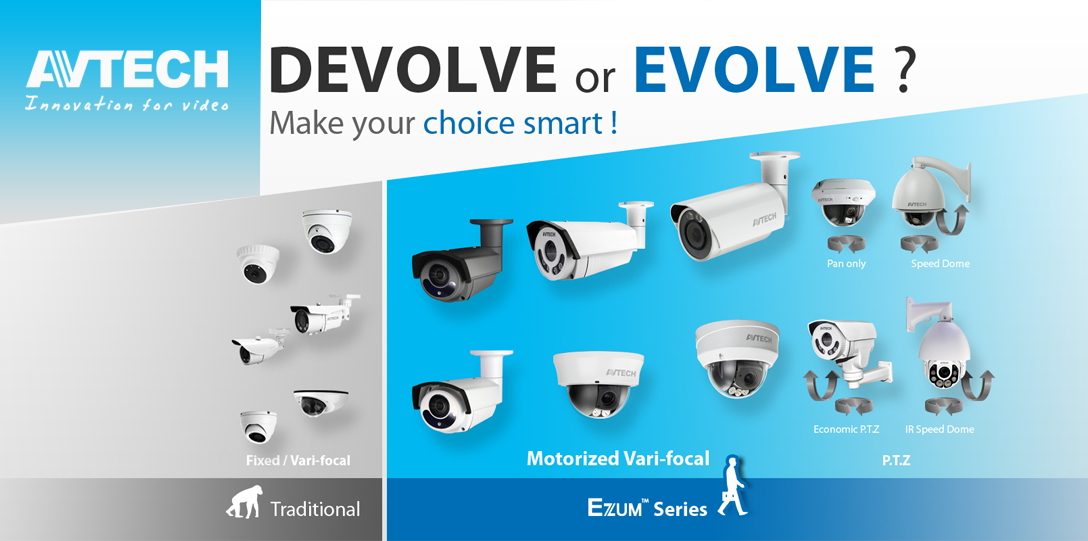 AVTECH
Innovation for video
DEVOLVE or EVOLVE ?
Make your choice smart !
AVTECH
AVTECH
AVTECH
AVTECH
Pan only
Speed Dome
AVTECH
AVTECH
AVTECH
AVTECH
Economic P.T.Z
IR Speed Dome
Fixed / Vari-focal
Motorized Vari-focal
P.T.Z
Traditional
EZUM™ Series